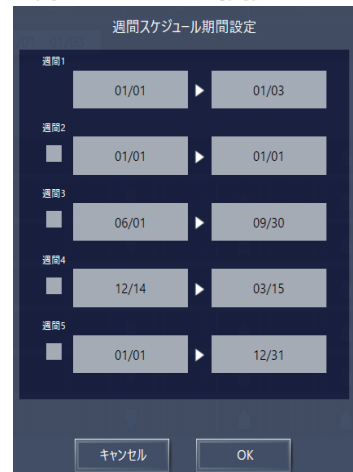 週間スケジュール期間設定
週間1
01/01 ▶ 01/03
週間2
01/01 ▶ 01/01
週間3
06/01 ▶ 09/30
週間4
12/14 ▶ 03/15
週間5
01/01 ▶ 12/31
キャンセル OK